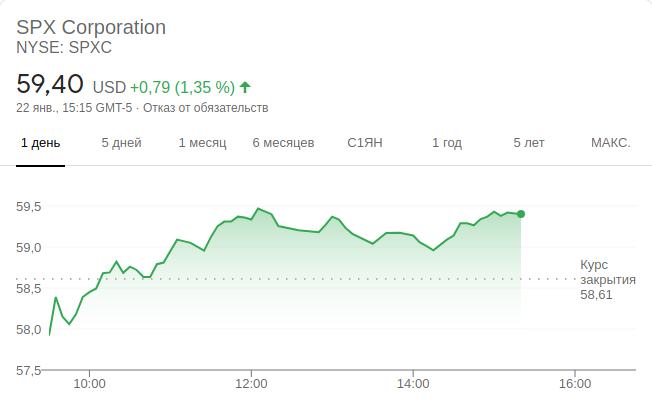 SPX Corporation
NYSE: SPXC
59,40 USD +0,79 (1,35 %)
22 янв., 15:15 GMT-5 · Отказ от обязательств
1 день 5 дней 1 месяц 6 месяцев С1ЯН 1 год 5 лет МАКС.
59,5
59,0
58,5
58,0
57,5
Курс
закрытия
58,61
10:00 12:00 14:00 16:00